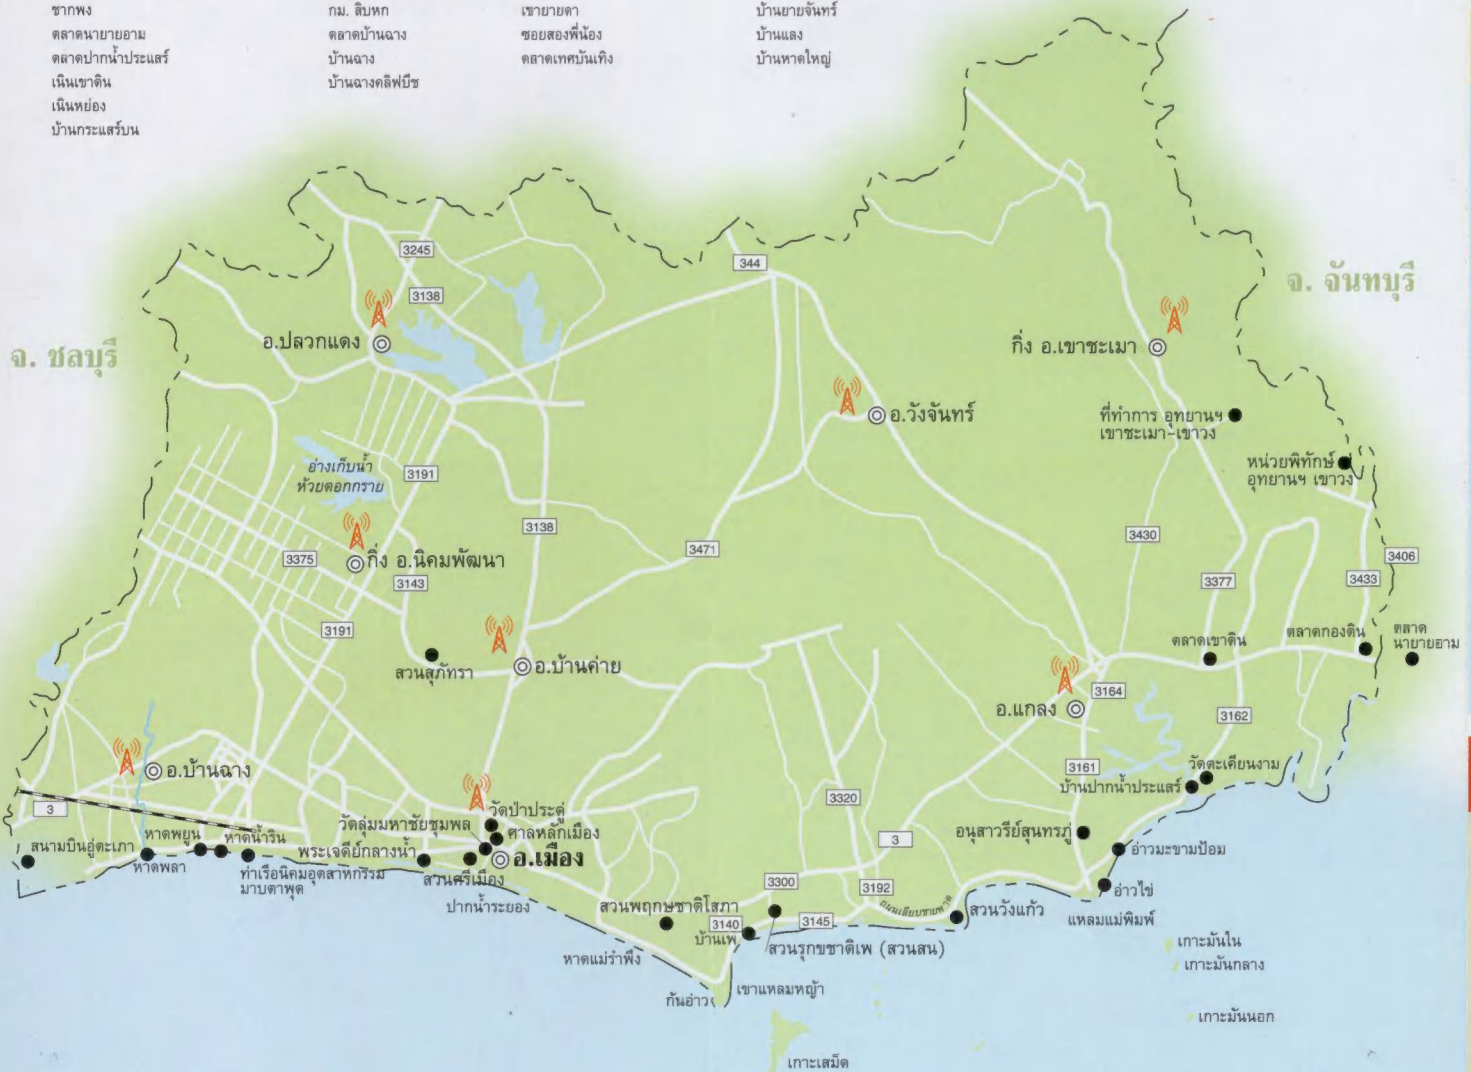 ชากพง
ตลาดนายายอาม
ตลาดปากน้ำประแสร์
เนินเขาดิน
เนินหย่อง
บ้านกระแสร์บน
กม. สิบหก
ตลาดบ้านฉาง
บ้านฉาง
บ้านฉางคลิฟบีช
เขายายดา
ซอยสองพี่น้อง
ตลาดเทศบันเทิง
บ้านยายจันทร์
บ้านแลง
บ้านหาดใหญ่
จ. ชลบุรี
จ. จันทบุรี
3245
344
3138
อ.ปลวกแดง
กิ่ง อ.เขาชะเมา
อ.วังจันทร์
ที่ทำการ อุทยานฯ
เขาชะเมา-เขาวง
หน่วยพิทักษ์
อุทยานฯ เขาวง
อ่างเก็บน้ำ
ห้วยดอกกราย
3191
3138
3375
กิ่ง อ.นิคมพัฒนา
3143
3471
3430
3377
3406
3433
3191
สวนสุภัทรา
อ.บ้านค่าย
ตลาดเขาดิน
ตลาดกองดิน
ตลาด
นายายอาม
อ.แกลง
3164
3162
อ.บ้านฉาง
3161
บ้านปากน้ำประแสร์
วัดตะเคียนงาม
3
3320
3
อนุสาวรีย์สุนทรภู่
อ่าวมะขามป้อม
อ่าวไข่
แหลมแม่พิมพ์
สนามบินอู่ตะเภา
หาดพลา
หาดพยูน
หาดน้ำริน
ท่าเรือนิคมอุตสาหกรรม
มาบตาพุด
วัดป่าประดู่
วัดลุ่มมหาชัยชุมพล
ศาลหลักเมือง
พระเจดีย์กลางน้ำ
อ.เมือง
สวนศรีเมือง
ปากน้ำระยอง
สวนพฤกษชาติโสภา
3300
3192
ถนนเลียบชายหาด
สวนวังแก้ว
3140
3145
บ้านเพ
สวนรุกขชาติเพ (สวนสน)
หาดแม่รำพึง
ก้นอ่าว
เขาแหลมหญ้า
เกาะมันใน
เกาะมันกลาง
เกาะมันนอก
เกาะเสม็ด